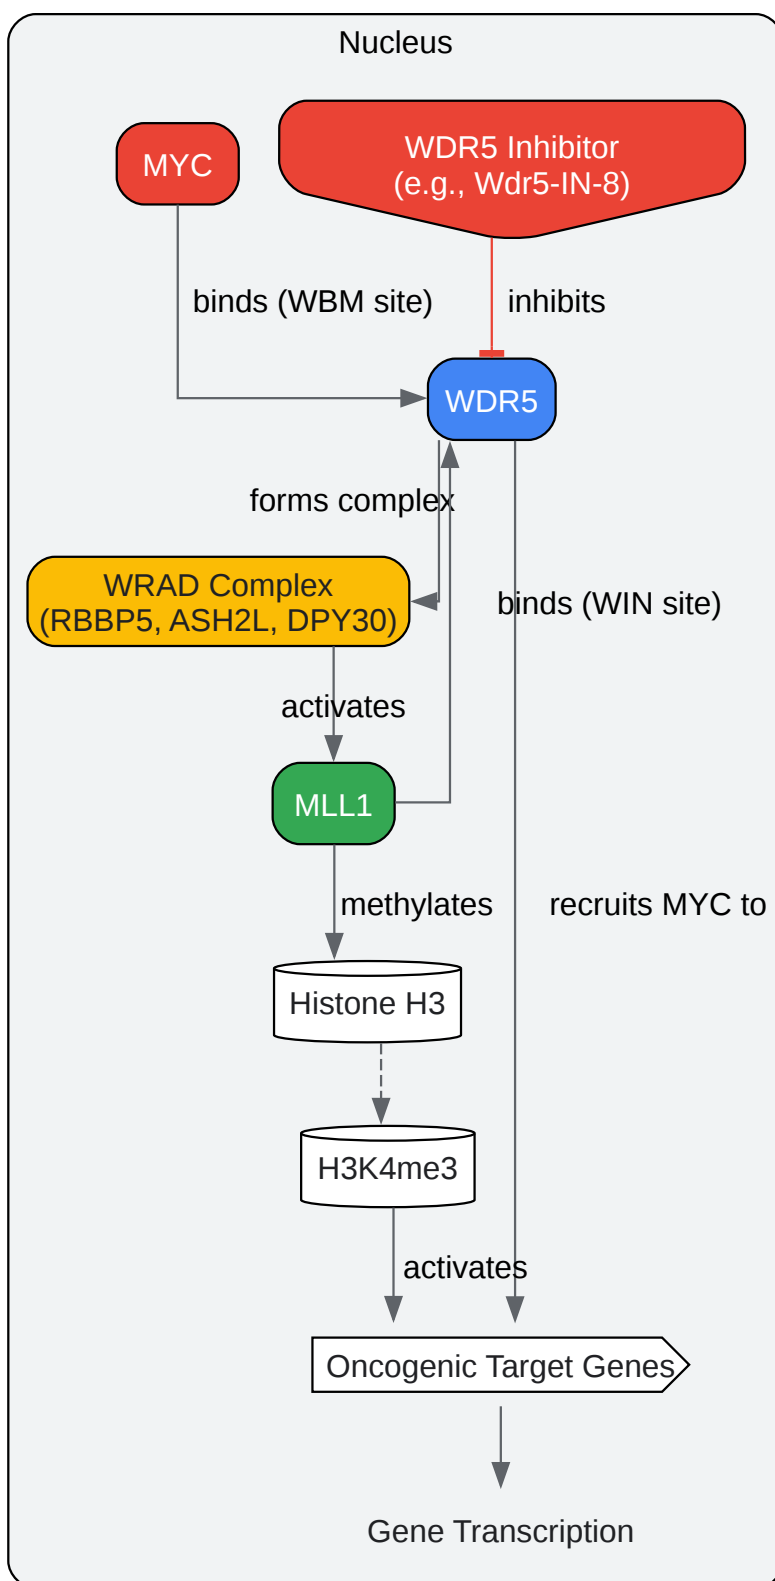 Nucleus
MYC
WDR5 Inhibitor
(e.g., Wdr5-IN-8)
binds (WBM site)
inhibits
WDR5
forms complex
WRAD Complex
(RBBP5, ASH2L, DPY30)
binds (WIN site)
activates
MLL1
methylates
recruits MYC to
Histone H3
H3K4me3
activates
Oncogenic Target Genes
Gene Transcription